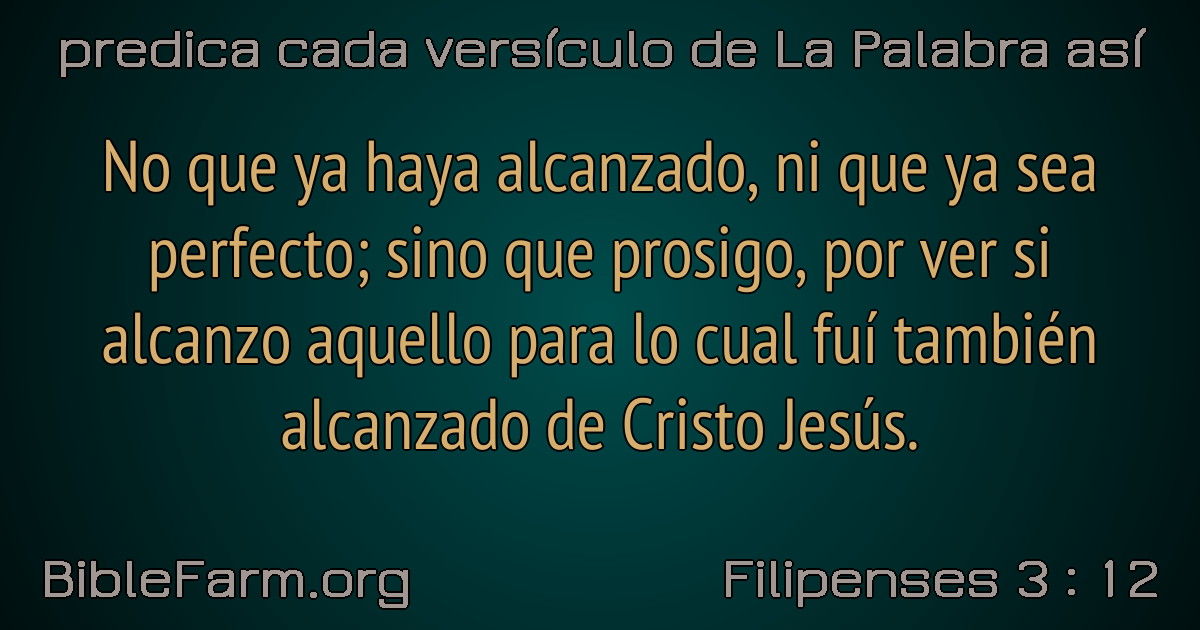 predica cada versículo de La Palabra así
No que ya haya alcanzado, ni que ya sea
perfecto; sino que prosigo, por ver si
alcanzo aquello para lo cual fuí también
alcanzado de Cristo Jesús.
BibleFarm.org
Filipenses 3 : 12